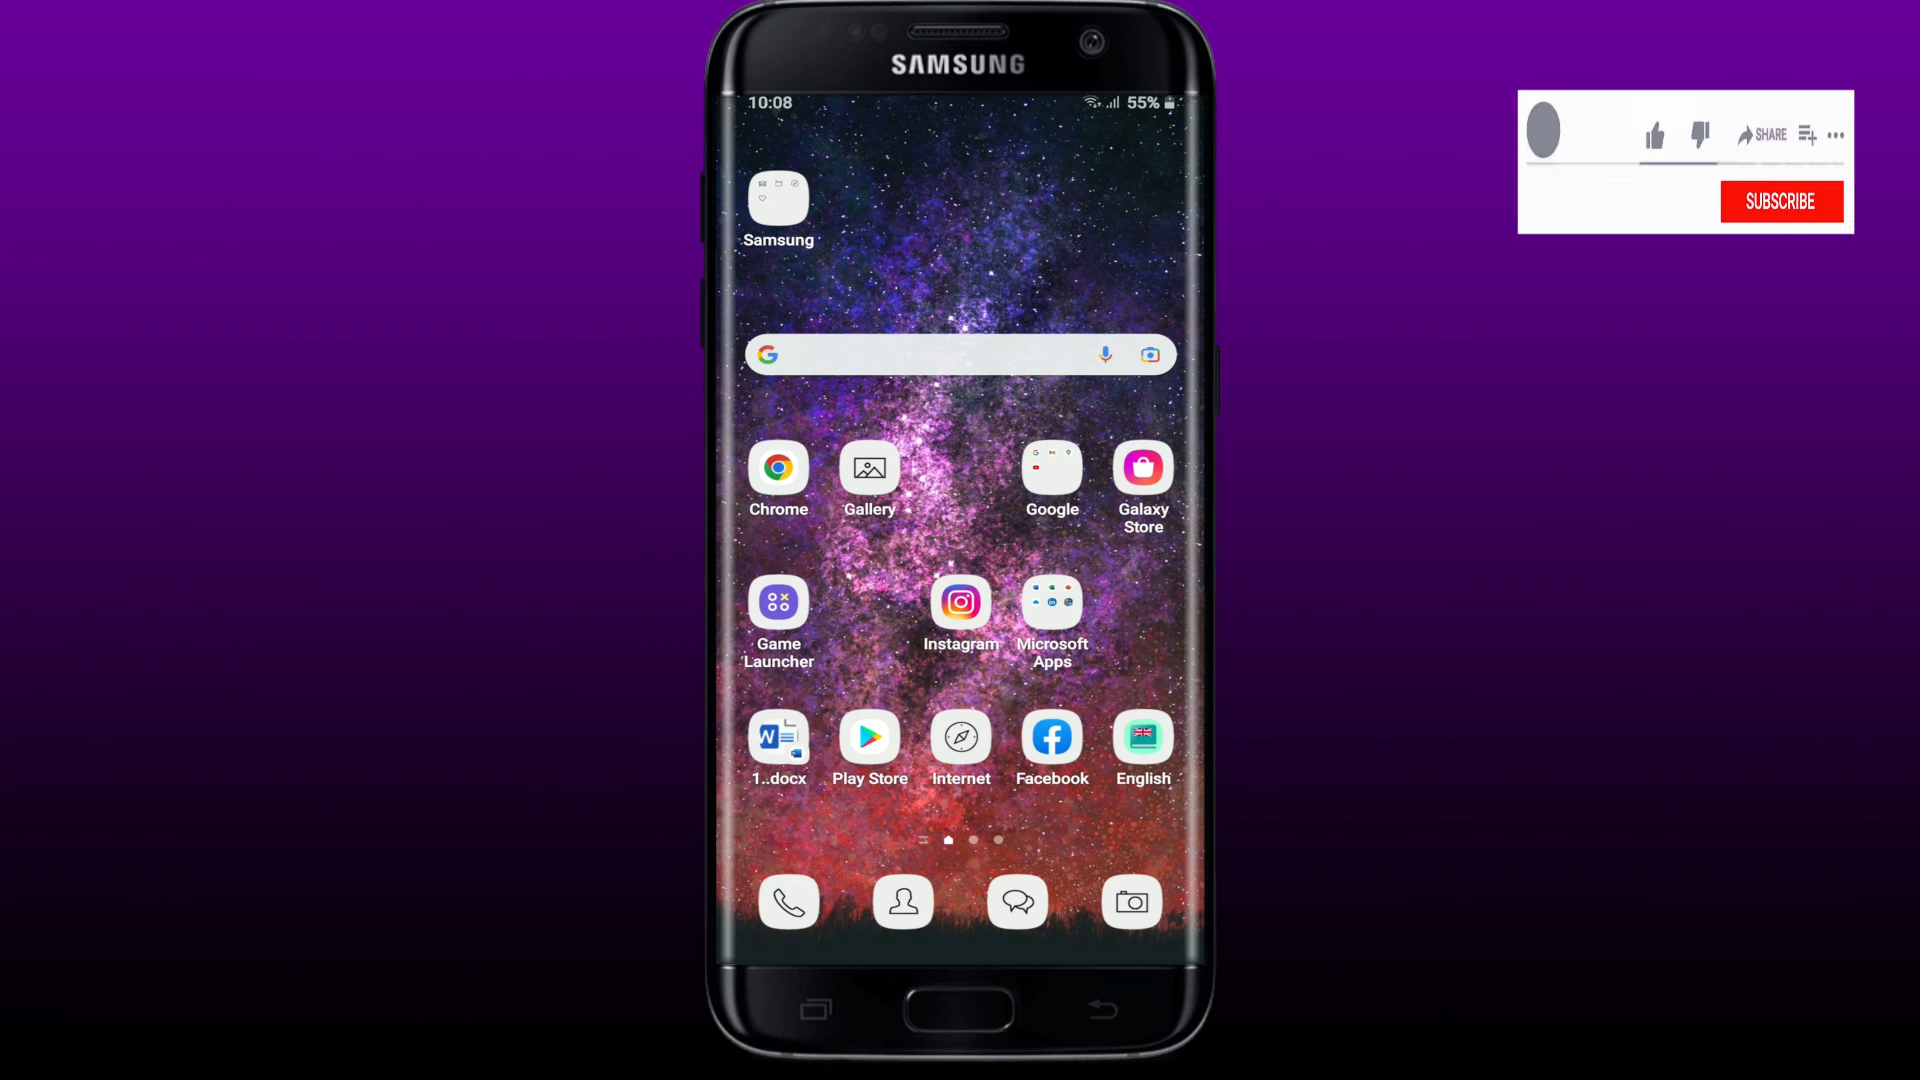 SAMSUNG
10:08
55%
SHARE
SUBSCRIBE
Samsung
Chrome
Gallery
Google
Galaxy
Store
Game
Launcher
Instagram
Microsoft
Apps
1..docx
Play Store
Internet
Facebook
English